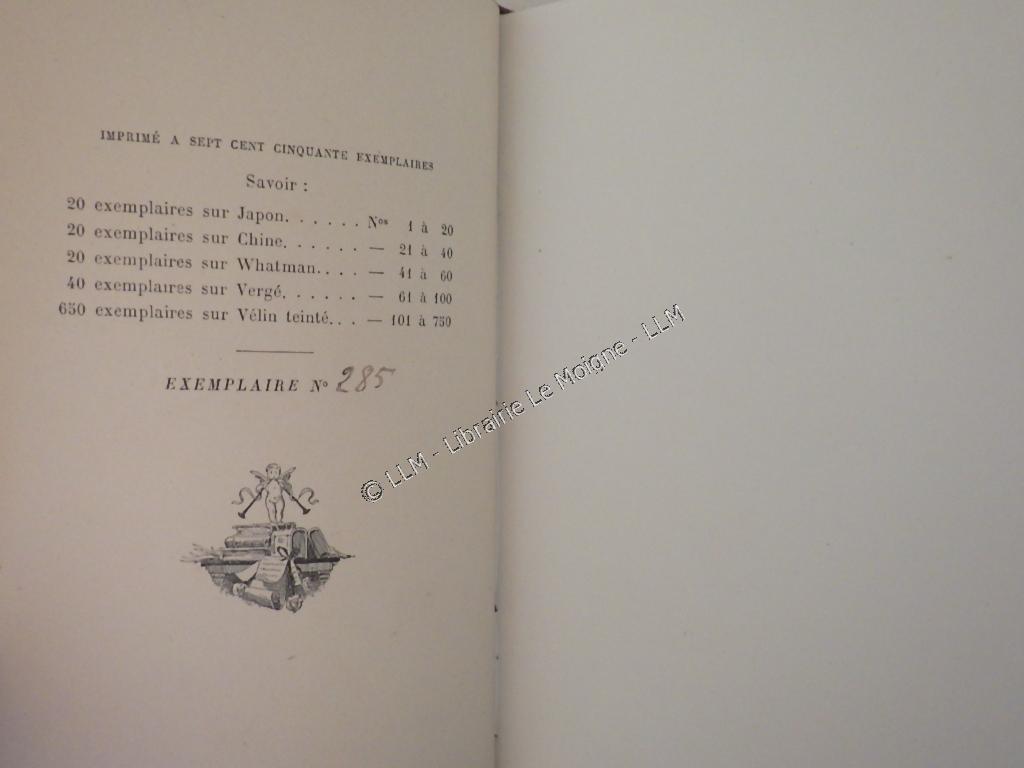 IMPRIMÉ A SEPT CENT CINQUANTE EXEMPLAIRES
Savoir :
20 exemplaires sur Japon. . . . . . Nos 1 à 20
20 exemplaires sur Chine. . . . . . — 21 à 40
20 exemplaires sur Whatman. . . . — 41 à 60
40 exemplaires sur Vergé. . . . . . — 61 à 100
650 exemplaires sur Vélin teinté. . . — 101 à 750
EXEMPLAIRE No 285
© LLM - Librairie Le Moigne - LLM